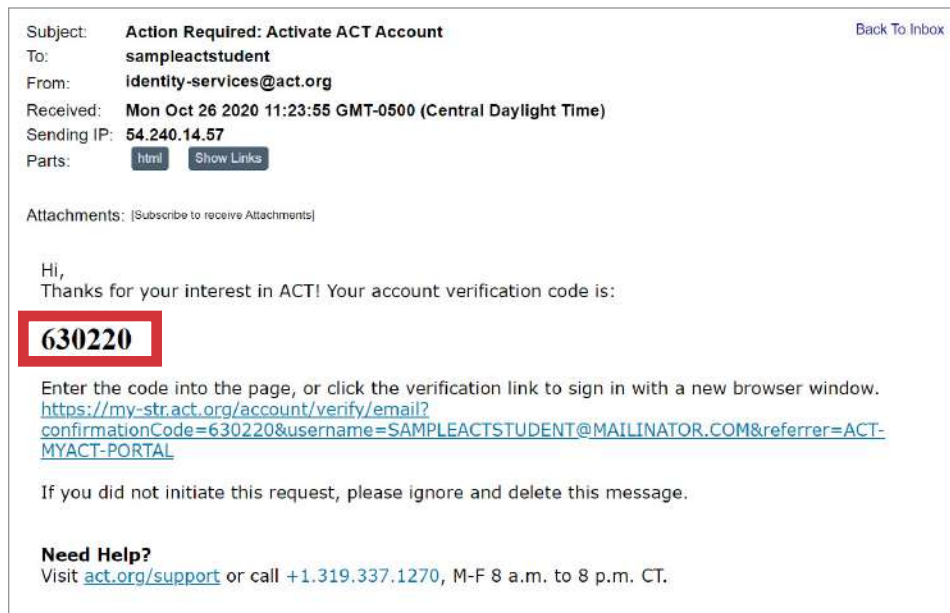 Subject: Action Required: Activate ACT Account
Back To Inbox
To: sampleactstudent
From: identity-services@act.org
Received: Mon Oct 26 2020 11:23:55 GMT-0500 (Central Daylight Time)
Sending IP: 54.240.14.57
Parts: html Show Links
Attachments: [Subscribe to receive Attachments]
Hi,
Thanks for your interest in ACT! Your account verification code is:
630220
Enter the code into the page, or click the verification link to sign in with a new browser window.
https://my-str.act.org/account/verify/email?
confirmationCode=630220&username=SAMPLEACTSTUDENT@MAILINATOR.COM&referrer=ACT-
MYACT-PORTAL
If you did not initiate this request, please ignore and delete this message.
Need Help?
Visit act.org/support or call +1.319.337.1270, M-F 8 a.m. to 8 p.m. CT.